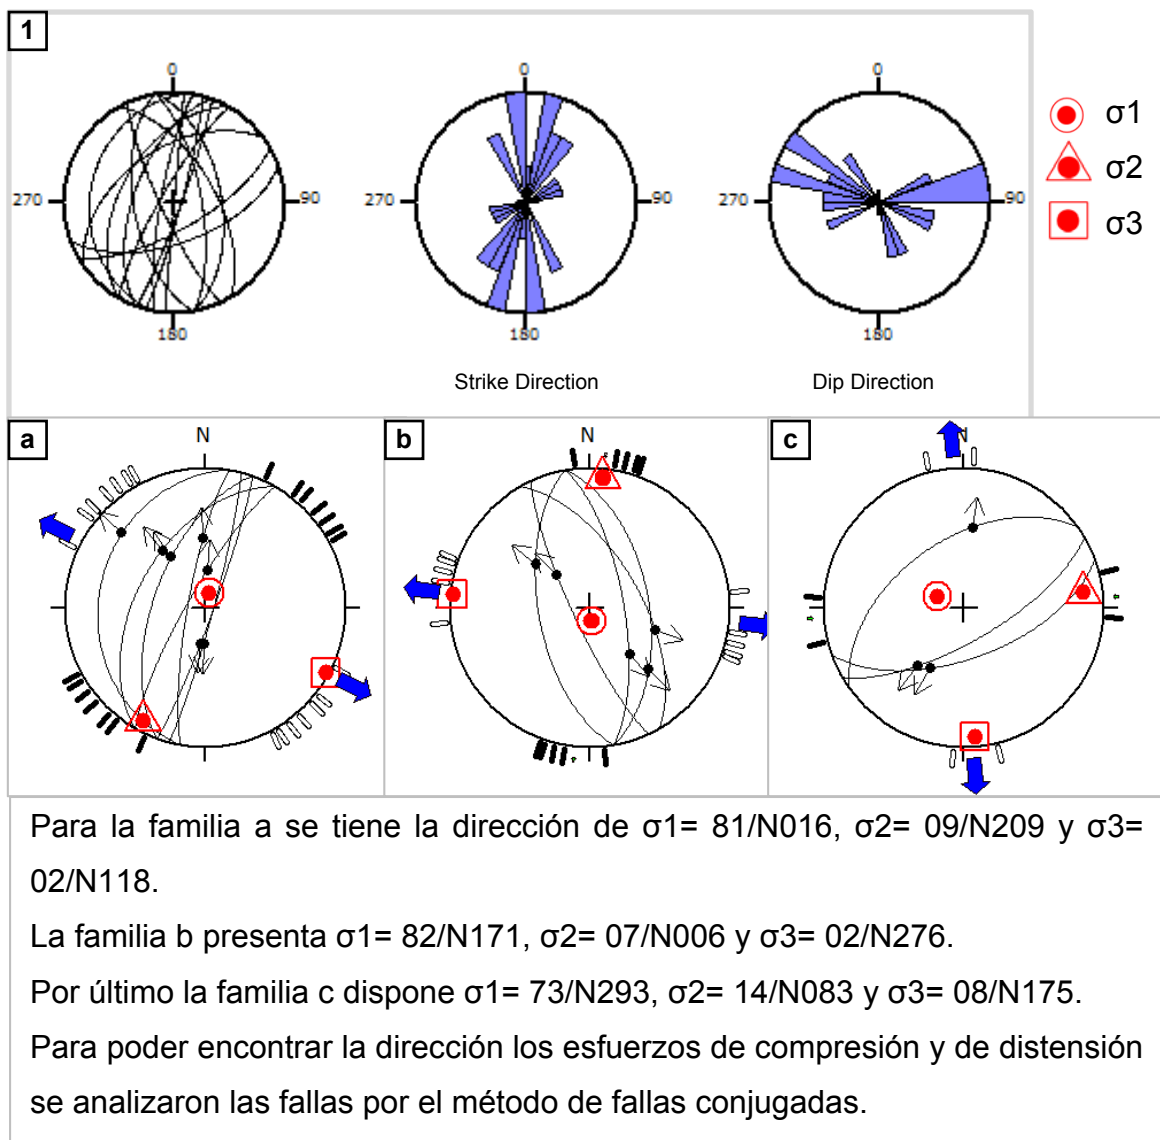 1
0
0
0
σ1
σ2
σ3
270
90
270
90
270
90
180
180
180
Strike Direction
Dip Direction
a
b
c
N
N
N
Para la familia a se tiene la dirección de σ1= 81/N016, σ2= 09/N209 y σ3=
02/N118.
La familia b presenta σ1= 82/N171, σ2= 07/N006 y σ3= 02/N276.
Por último la familia c dispone σ1= 73/N293, σ2= 14/N083 y σ3= 08/N175.
Para poder encontrar la dirección los esfuerzos de compresión y de distensión
se analizaron las fallas por el método de fallas conjugadas.